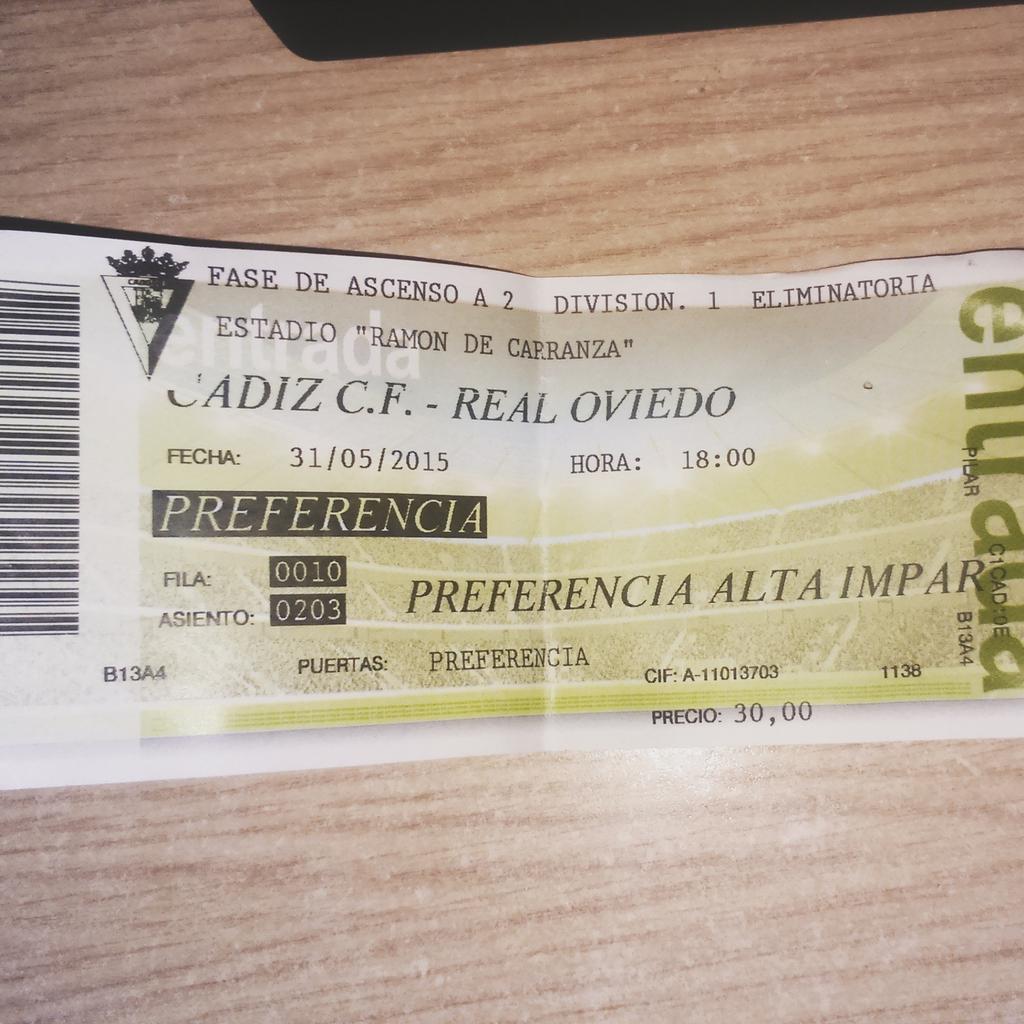 FASE DE ASCENSO A 2 DIVISION. 1 ELIMINATORIA
ESTADIO "RAMON DE CARRANZA"
entrada
CADIZ C.F. - REAL OVIEDO
FECHA: 31/05/2015 HORA: 18:00
PREFERENCIA
FILA: 0010
ASIENTO: 0203
PREFERENCIA ALTA IMPAR
B13A4 PUERTAS: PREFERENCIA CIF: A-11013703 1138
PRECIO: 30,00
entrada
PILAR
B13A4